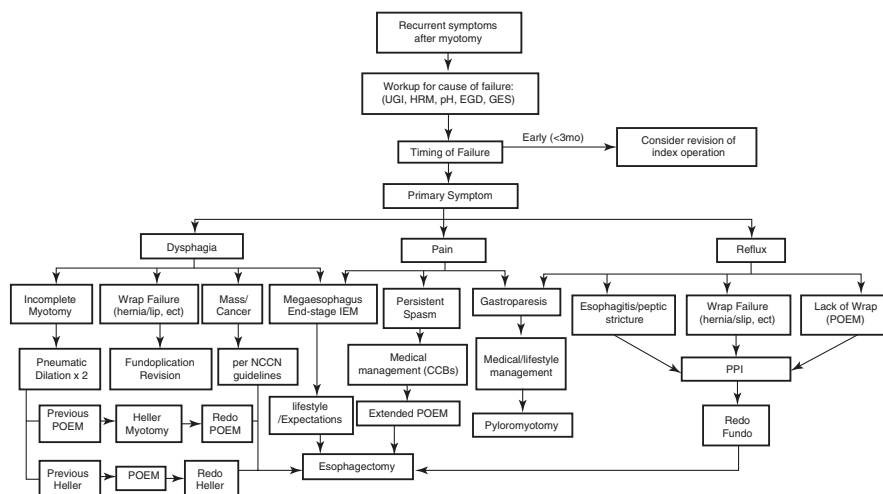 Recurrent symptoms
after myotomy
Workup for cause of failure:
(UGI, HRM, pH, EGD, GES)
Timing of Failure
Early (<3mo)
Consider revision of
index operation
Primary Symptom
Dysphagia
Pain
Reflux
Incomplete
Myotomy
Wrap Failure
(hernia/lip, ect)
Mass/
Cancer
Megaesophagus
End-stage IEM
Persistent
Spasm
Gastroparesis
Esophagitis/peptic
stricture
Wrap Failure
(hernia/slip, ect)
Lack of Wrap
(POEM)
Pneumatic
Dilation x 2
Fundoplication
Revision
per NCCN
guidelines
Medical
management (CCBs)
Medical/lifestyle
management
PPI
Previous
POEM
Heller
Myotomy
Redo
POEM
lifestyle
/Expectations
Extended POEM
Pyloromyotomy
Redo
Fundo
Previous
Heller
POEM
Redo
Heller
Esophagectomy